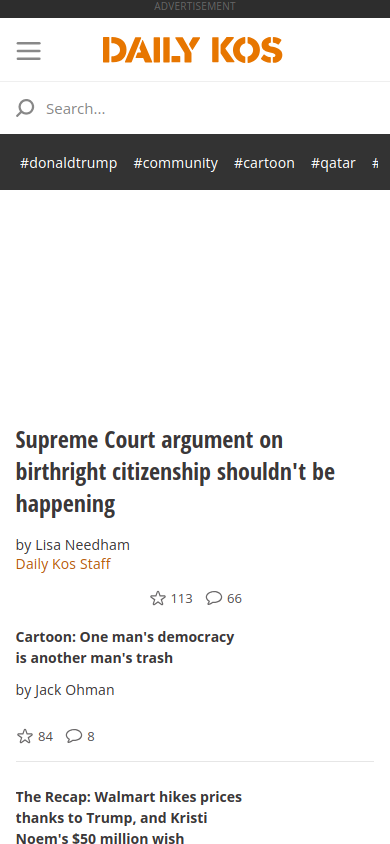 ADVERTISEMENT
DAILY KOS
Search...
#donaldtrump #community #cartoon #qatar #
Supreme Court argument on
birthright citizenship shouldn't be
happening
by Lisa Needham
Daily Kos Staff
113 66
Cartoon: One man's democracy
is another man's trash
by Jack Ohman
84 8
The Recap: Walmart hikes prices
thanks to Trump, and Kristi
Noem's $50 million wish